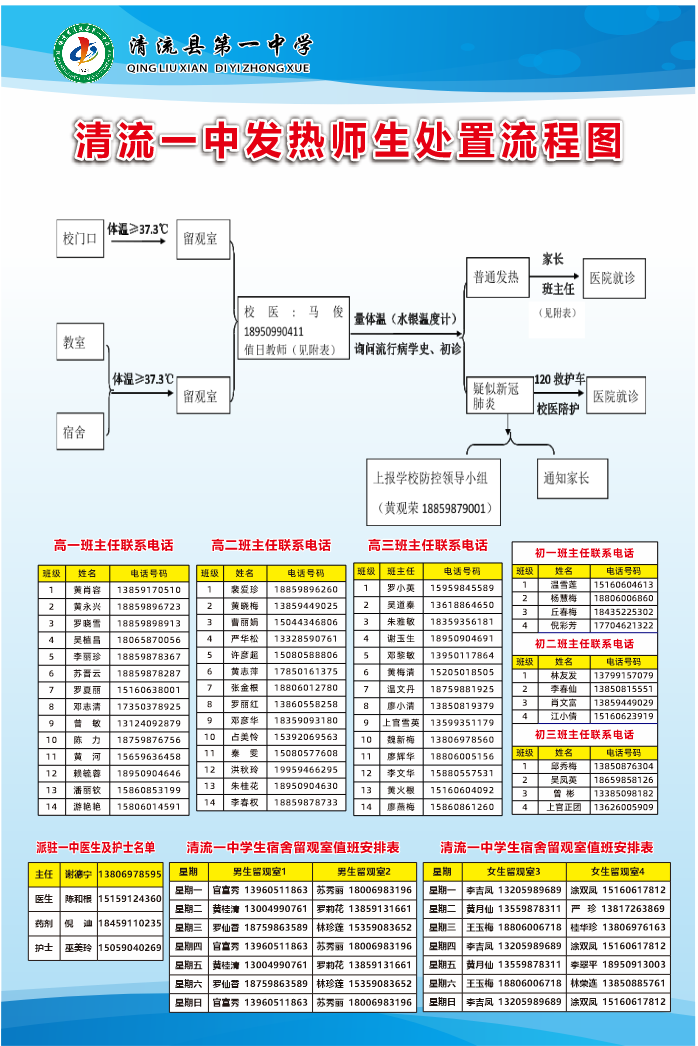 清流县第一中学
QING LIU XIAN DI YI ZHONG XUE
清流一中发热师生处置流程图
校门口
体温≥37.3℃
留观室
教室
宿舍
体温≥37.3℃
留观室
校医：马俊
18950990411
值日教师（见附表）
量体温（水银温度计）
询问流行病学史、初诊
普通发热
家长
班主任
（见附表）
医院就诊
疑似新冠
肺炎
120 救护车
校医陪护
医院就诊
上报学校防控领导小组
（黄观荣 18859879001）
通知家长
高一班主任联系电话
班级 姓名 电话号码
1 黄肖容 13859170510
2 黄永兴 18859896723
3 罗晓雪 18859898913
4 吴植昌 18065870056
5 李丽珍 18859878367
6 苏晋云 18859878287
7 罗夏丽 15160638001
8 邓志清 17350378925
9 曾 敏 13124092879
10 陈 力 18759876756
11 黄 河 15659636458
12 赖毓蓉 18950904646
13 潘丽钦 15860853199
14 游艳艳 15806014591
高二班主任联系电话
班级 姓名 电话号码
1 裴爱珍 18859896260
2 黄晓梅 13859449025
3 曹丽娟 15044346806
4 严华松 13328590761
5 许彦超 15080588806
6 黄志萍 17850161375
7 张金根 18806012780
8 罗丽红 13860558258
9 邓彦华 18359093180
10 占美怜 15392069563
11 秦 雯 15080577608
12 洪秋玲 19959466295
13 朱桂花 18950904630
14 李春权 18859878733
高三班主任联系电话
班级 班主任 电话号码
1 罗小英 15959845589
2 吴道秦 13618864650
3 朱雅敏 18359356181
4 谢玉生 18950904691
5 邓黎敏 13950117864
6 黄梅清 15205018505
7 温文丹 18759881925
8 廖小清 13850819379
9 上官雪英 13599351179
10 魏新梅 13806978560
11 廖辉华 18806005156
12 李文华 15880557531
13 黄火根 15160604092
14 廖燕梅 15860861260
初一班主任联系电话
班级 姓名 电话号码
1 温雪莲 15160604613
2 杨慧梅 18806006860
3 丘春梅 18435225302
4 倪彩芳 17704621322
初二班主任联系电话
班级 姓名 电话号码
1 林友发 13799157079
2 李春仙 13850815551
3 肖文富 13859449029
4 江小倩 15160623919
初三班主任联系电话
班级 姓名 电话号码
1 邱秀梅 13850876304
2 吴凤英 18659858126
3 曾 彬 13385098182
4 上官正团 13626005909
派驻一中医生及护士名单
主任 谢德宁 13806978595
医生 陈和根 15159124360
药剂 倪 迪 18459110235
护士 巫美玲 15059040269
清流一中学生宿舍留观室值班安排表
星期 男生留观室1 男生留观室2
星期一 官富秀 13960511863 苏秀丽 18006983196
星期二 黄桂清 13004990761 罗莉花 13859131661
星期三 罗仙蓉 18759863589 林珍莲 15359083652
星期四 官富秀 13960511863 苏秀丽 18006983196
星期五 黄桂清 13004990761 罗莉花 13859131661
星期六 罗仙蓉 18759863589 林珍莲 15359083652
星期日 官富秀 13960511863 苏秀丽 18006983196
清流一中学生宿舍留观室值班安排表
星期 女生留观室3 女生留观室4
星期一 李吉凤 13205989689 涂双凤 15160617812
星期二 黄月仙 13559878311 严 珍 13817263869
星期三 王玉梅 18806006718 桂华珍 13806976163
星期四 李吉凤 13205989689 涂双凤 15160617812
星期五 黄月仙 13559878311 李翠平 18950913003
星期六 王玉梅 18806006718 林荣连 13850885761
星期日 李吉凤 13205989689 涂双凤 15160617812